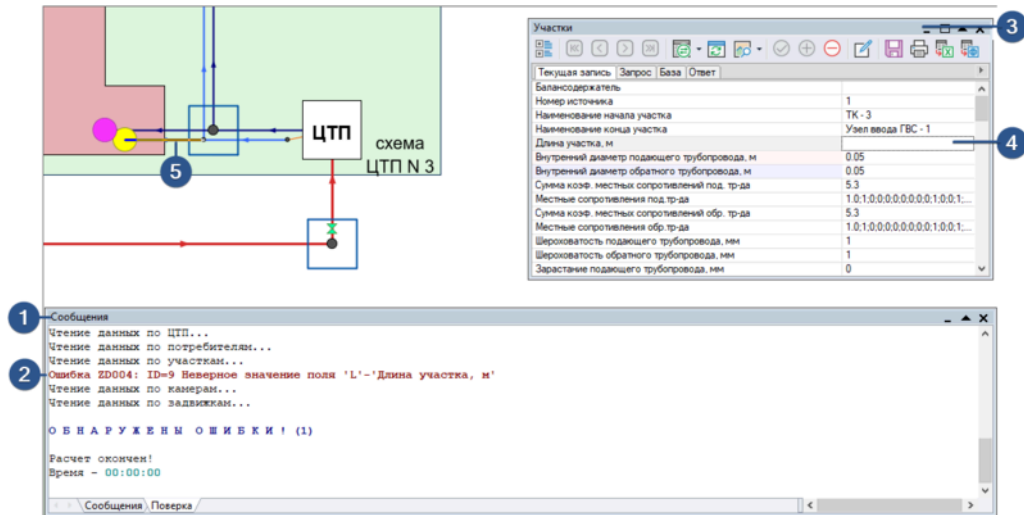 Участки
3
Текущая запись Запрос База Ответ
Балансодержатель
Номер источника 1
Наименование начала участка ТК - 3
Наименование конца участка Узел ввода ГВС - 1
Длина участка, м
4
Внутренний диаметр подающего трубопровода, м 0.05
Внутренний диаметр обратного трубопровода, м 0.05
Сумма коэф. местных сопротивлений под. тр-да 5.3
Местные сопротивления под.тр-да 1.0;1;0;0;0;0;0;0;0;1;0;0;1;...
Сумма коэф. местных сопротивлений обр. тр-да 5.3
Местные сопротивления обр.тр-да 1.0;1;0;0;0;0;0;0;0;1;0;0;1;...
Шероховатость подающего трубопровода, мм 1
Шероховатость обратного трубопровода, мм 1
Зарастание подающего трубопровода, мм 0
ЦТП
схема
ЦТП N 3
5
1
Сообщения
Чтение данных по ЦТП...
Чтение данных по потребителям...
Чтение данных по участкам...
2
Ошибка ZD004: ID=9 Неверное значение поля 'L'-'Длина участка, м'
Чтение данных по камерам...
Чтение данных по задвижкам...
О Б Н А Р У Ж Е Н Ы О Ш И Б К И ! (1)
Расчет окончен!
Время - 00:00:00
Сообщения Поверка